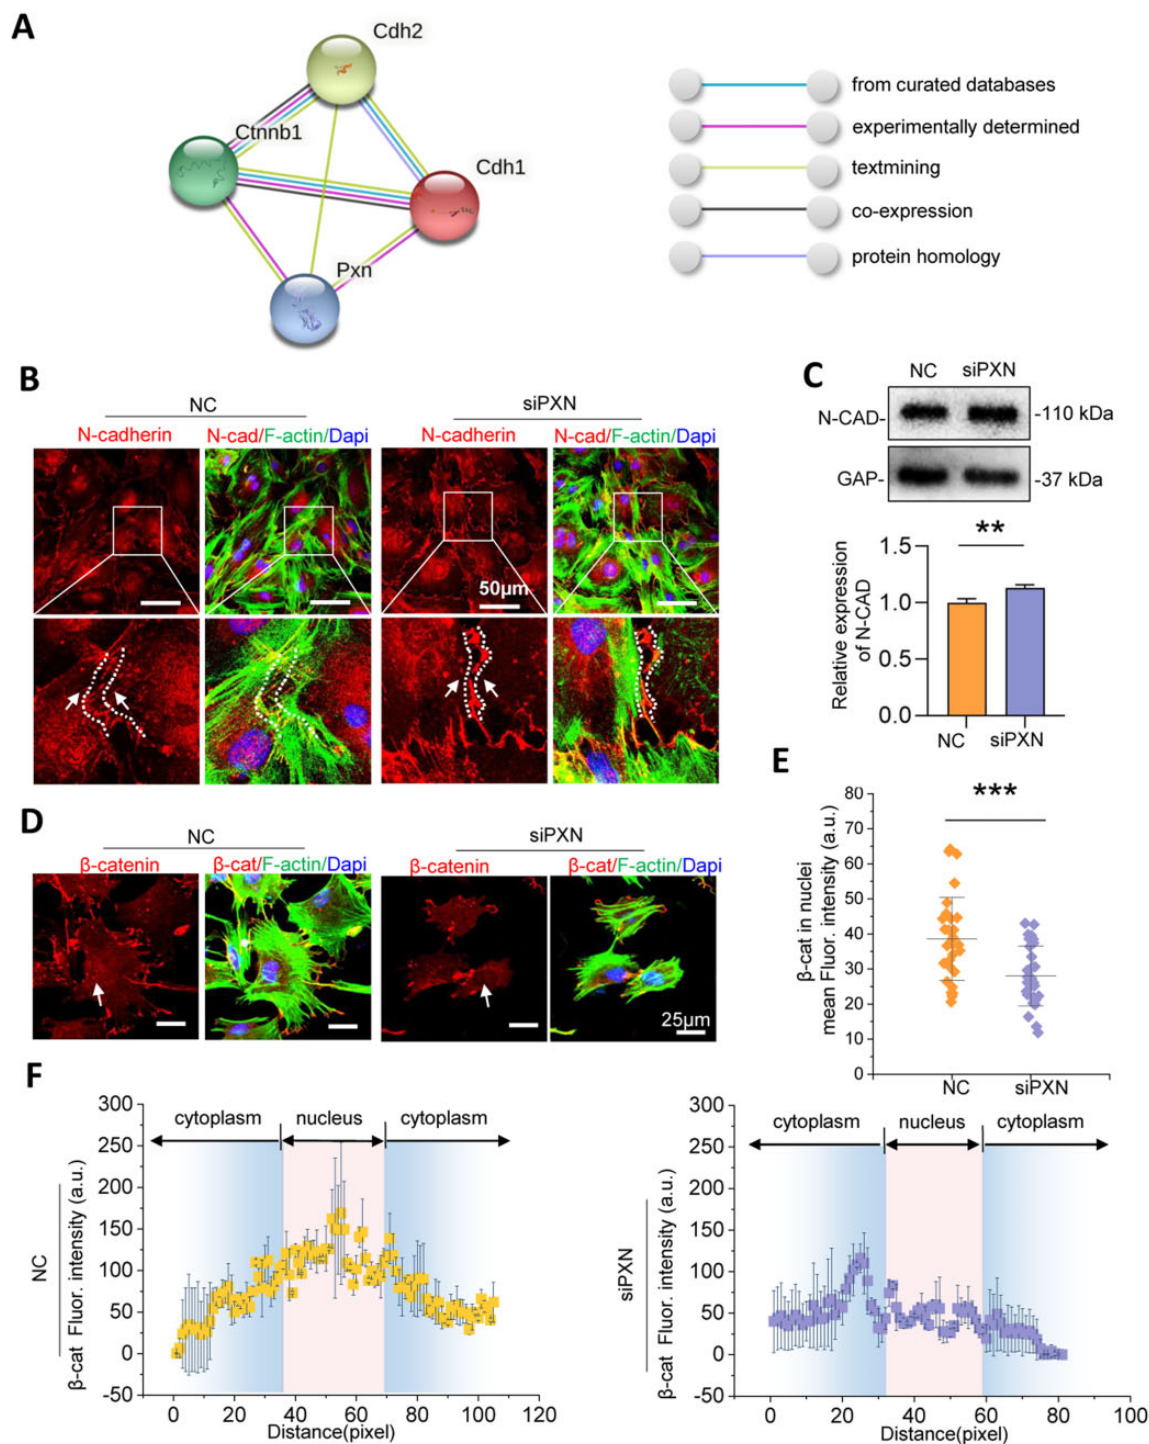 A
Cdh2
Ctnnb1
Cdh1
Pxn
from curated databases
experimentally determined
textmining
co-expression
protein homology
B
NC
siPXN
N-cadherin
N-cad/F-actin/Dapi
N-cadherin
N-cad/F-actin/Dapi
50μm
C
NC
siPXN
N-CAD-
-110 kDa
GAP-
-37 kDa
**
Relative expression
of N-CAD
1.5
1.0
0.5
0.0
NC
siPXN
D
NC
siPXN
β-catenin
β-cat/F-actin/Dapi
β-catenin
β-cat/F-actin/Dapi
25μm
E
***
β-cat in nuclei
mean Fluor. intensity (a.u.)
80
70
60
50
40
30
20
10
0
NC
siPXN
F
NC
β-cat Fluor. intensity (a.u.)
300
250
200
150
100
50
0
-50
cytoplasm
nucleus
cytoplasm
0
20
40
60
80
100
120
Distance(pixel)
siPXN
β-cat Fluor. intensity (a.u.)
300
250
200
150
100
50
0
-50
cytoplasm
nucleus
cytoplasm
0
20
40
60
80
100
Distance(pixel)